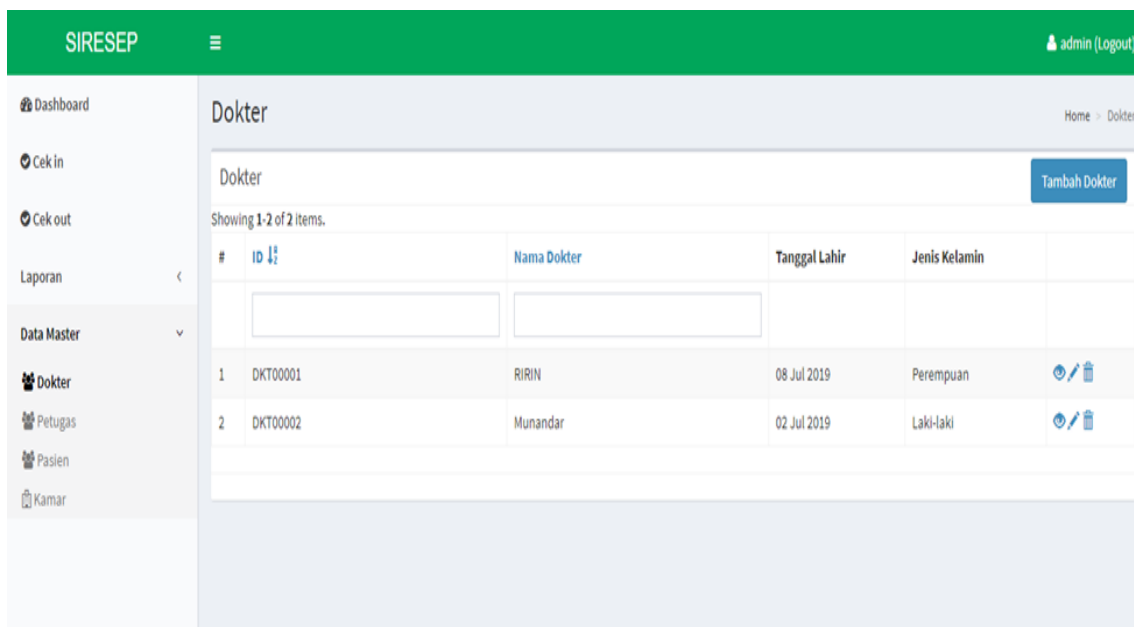 SIRESEP
admin (Logout)
Dashboard
Cek in
Cek out
Laporan
Data Master
Dokter
Petugas
Pasien
Kamar
Dokter
Home > Dokter
Dokter
Tambah Dokter
Showing 1-2 of 2 items.
# ID Nama Dokter Tanggal Lahir Jenis Kelamin
1 DKT00001 RIRIN 08 Jul 2019 Perempuan
2 DKT00002 Munandar 02 Jul 2019 Laki-laki